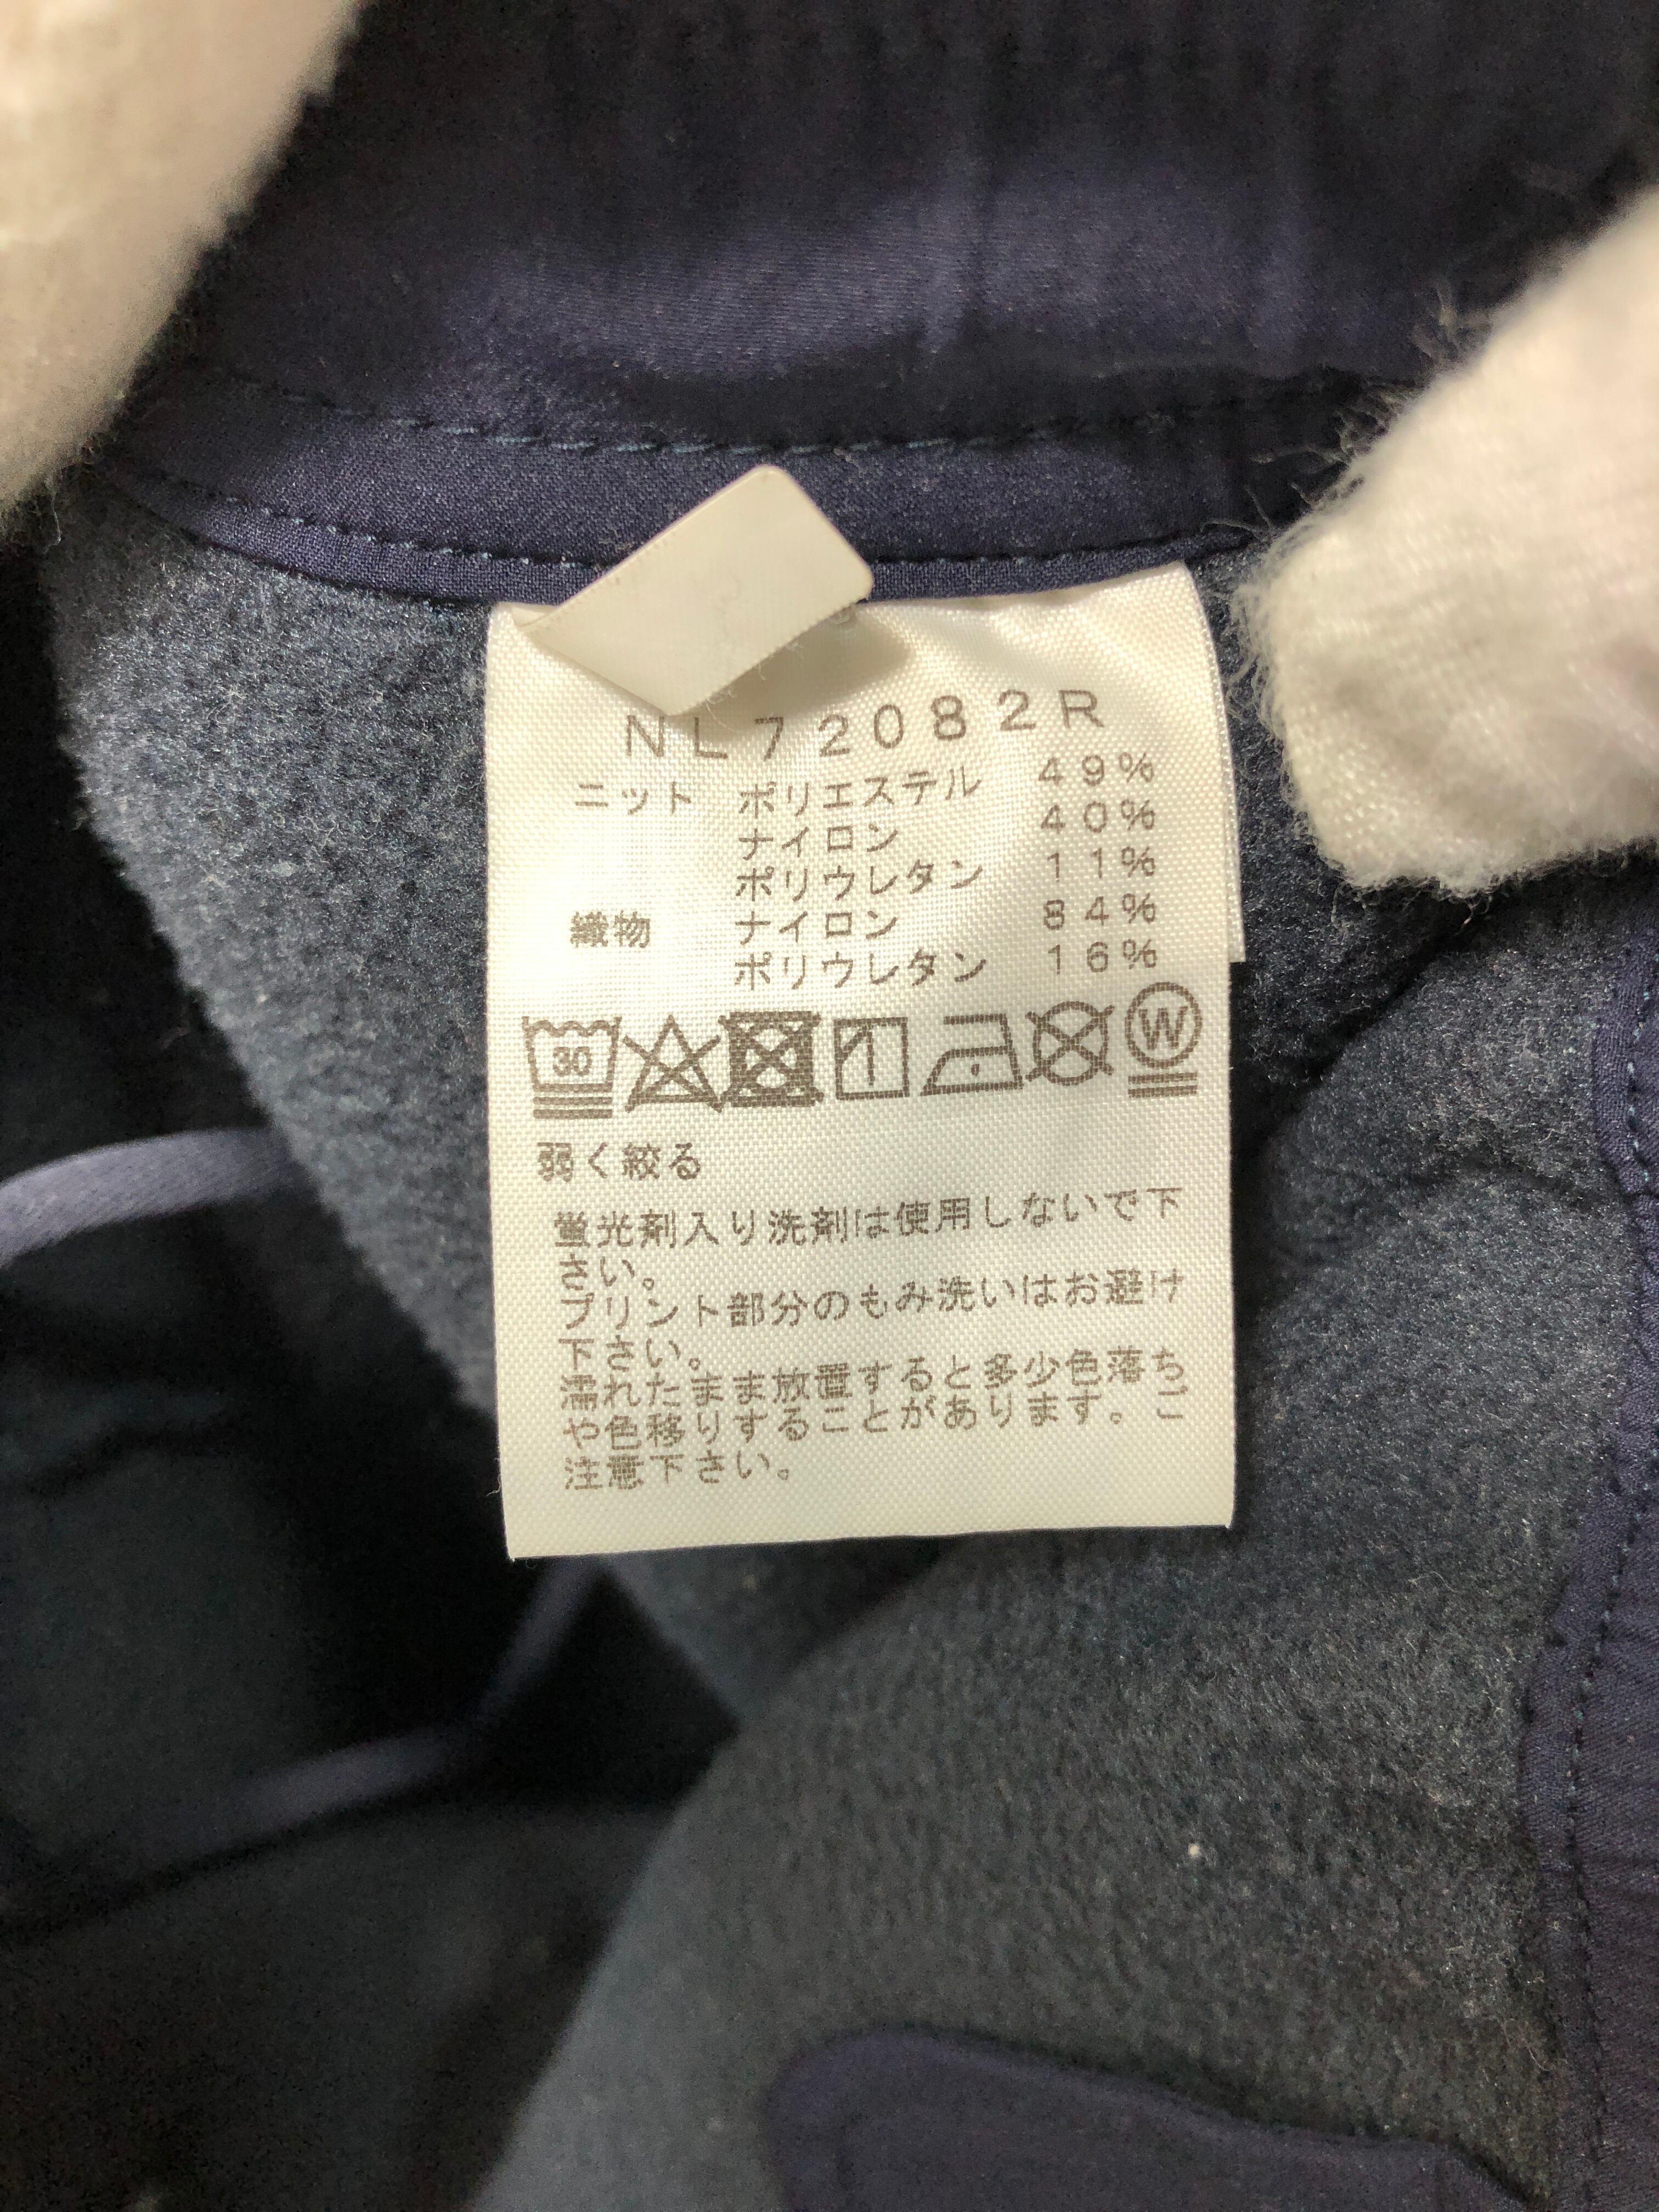 NL72082R
ニット ポリエステル 49%
ナイロン 40%
ポリウレタン 11%
織物 ナイロン 84%
ポリウレタン 16%
30 W
弱く絞る
蛍光剤入り洗剤は使用しないで下
さい。
プリント部分のもみ洗いはお避け
下さい。
濡れたまま放置すると多少色落ち
や色移りすることがあります。ご
注意下さい。